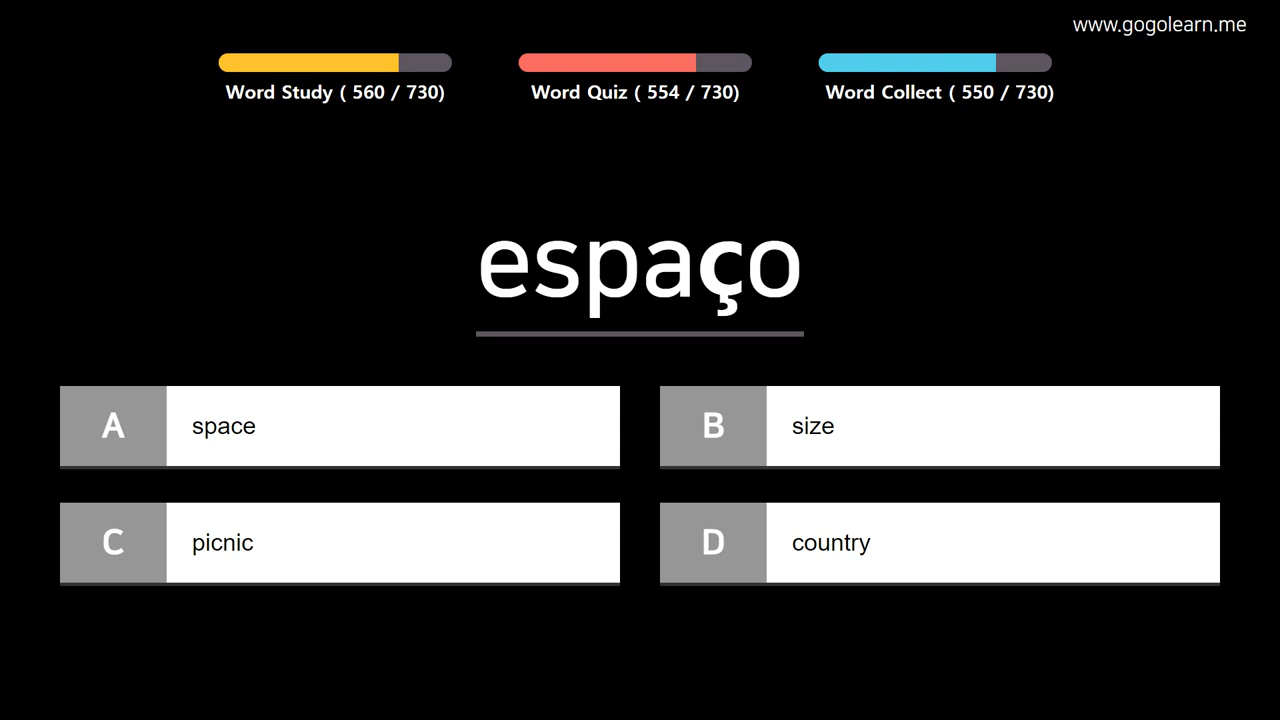 www.gogolearn.me
Word Study ( 560 / 730)
Word Quiz ( 554 / 730)
Word Collect ( 550 / 730)
espaço
A space
B size
C picnic
D country